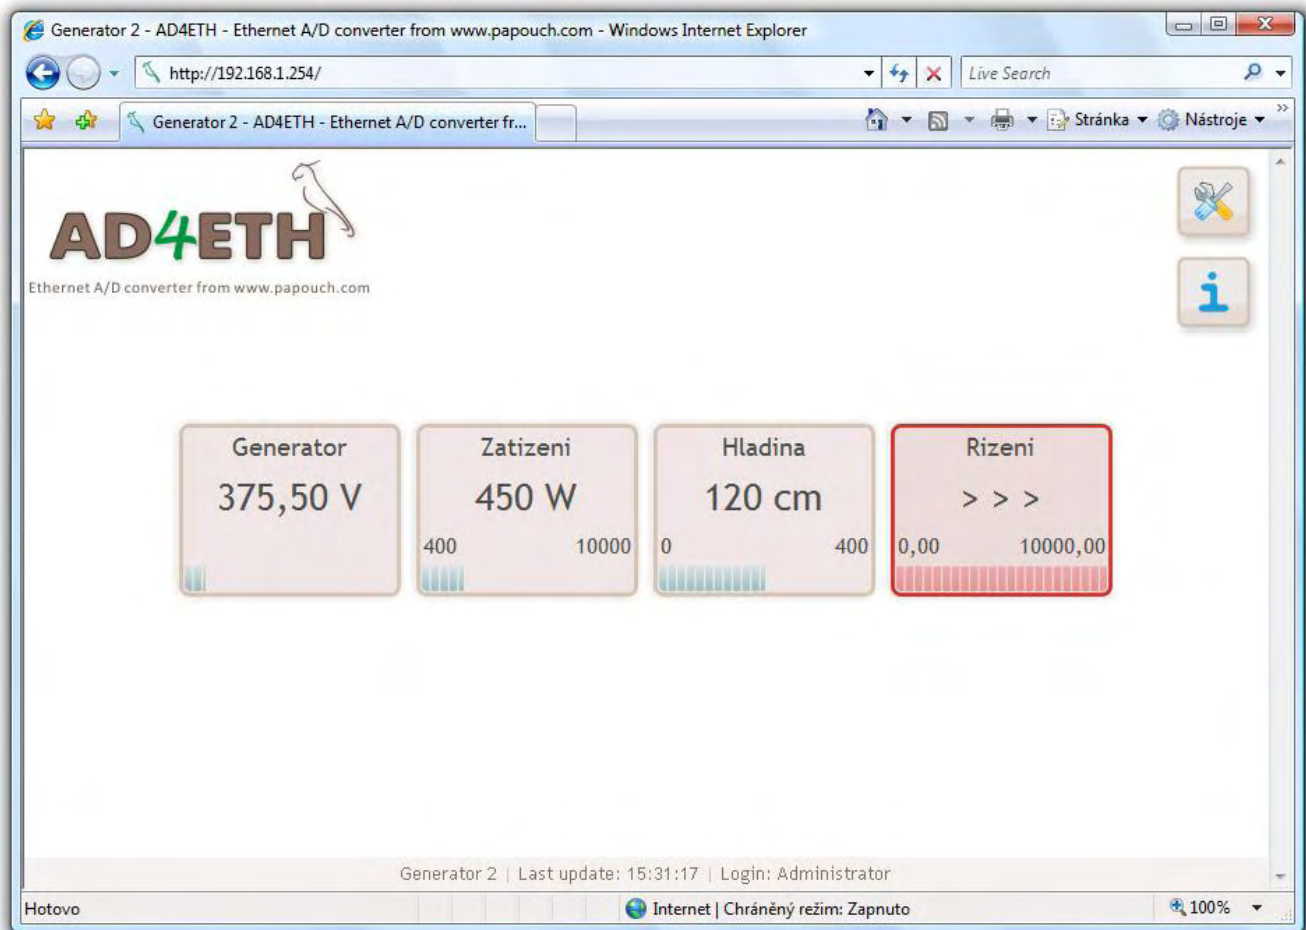 Generator 2 - AD4ETH - Ethernet A/D converter from www.papouch.com - Windows Internet Explorer
http://192.168.1.254/
Live Search
Generator 2 - AD4ETH - Ethernet A/D converter fr...
Stránka
Nástroje
AD4ETH
Ethernet A/D converter from www.papouch.com
Generator
375,50 V
Zatizeni
450 W
400 10000
Hladina
120 cm
0 400
Rizeni
> > >
0,00 10000,00
Generator 2 | Last update: 15:31:17 | Login: Administrator
Hotovo
Internet | Chráněný režim: Zapnuto
100%